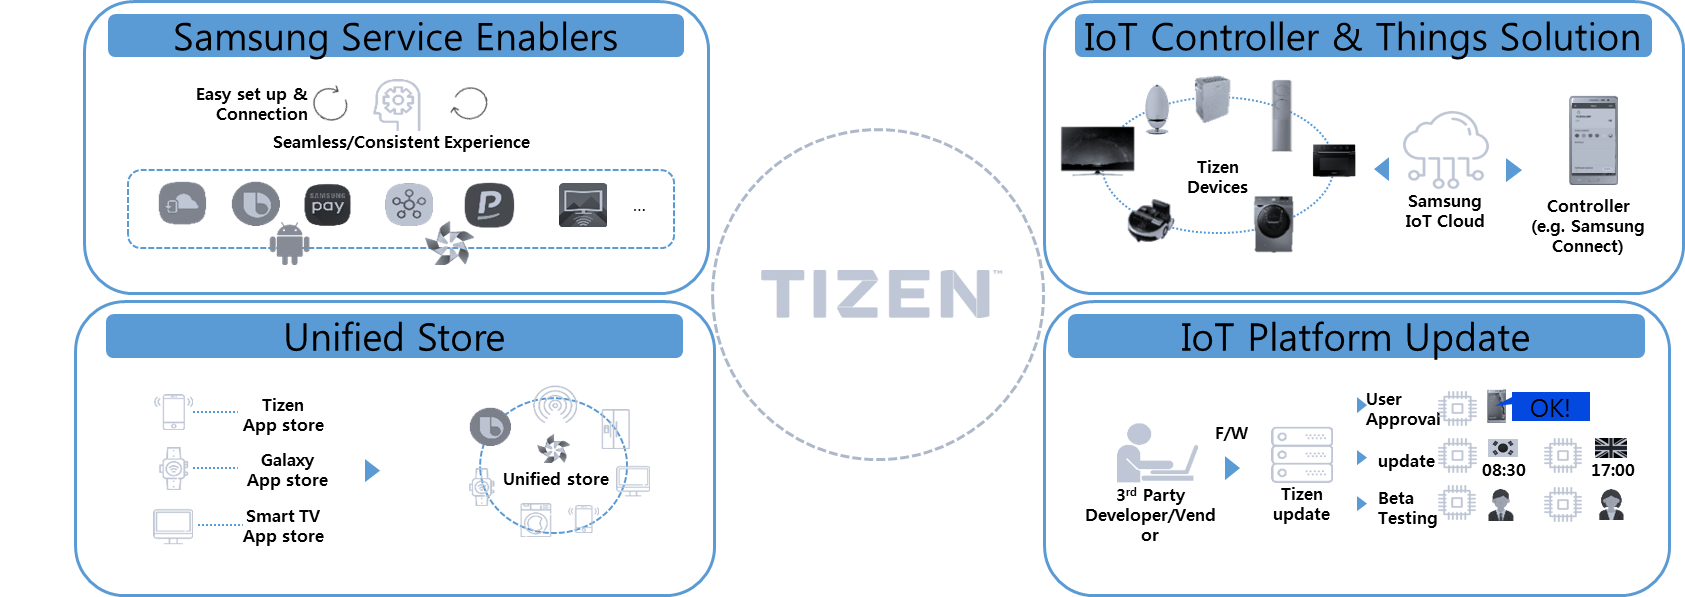 Samsung Service Enablers
Easy set up &
Connection
Seamless/Consistent Experience
SAMSUNG
pay
...
IoT Controller & Things Solution
Tizen
Devices
Samsung
IoT Cloud
Controller
(e.g. Samsung
Connect)
TIZEN™
Unified Store
Tizen
App store
Galaxy
App store
Smart TV
App store
Unified store
IoT Platform Update
3rd Party
Developer/Vend
or
F/W
Tizen
update
User
Approval
OK!
update
08:30
17:00
Beta
Testing